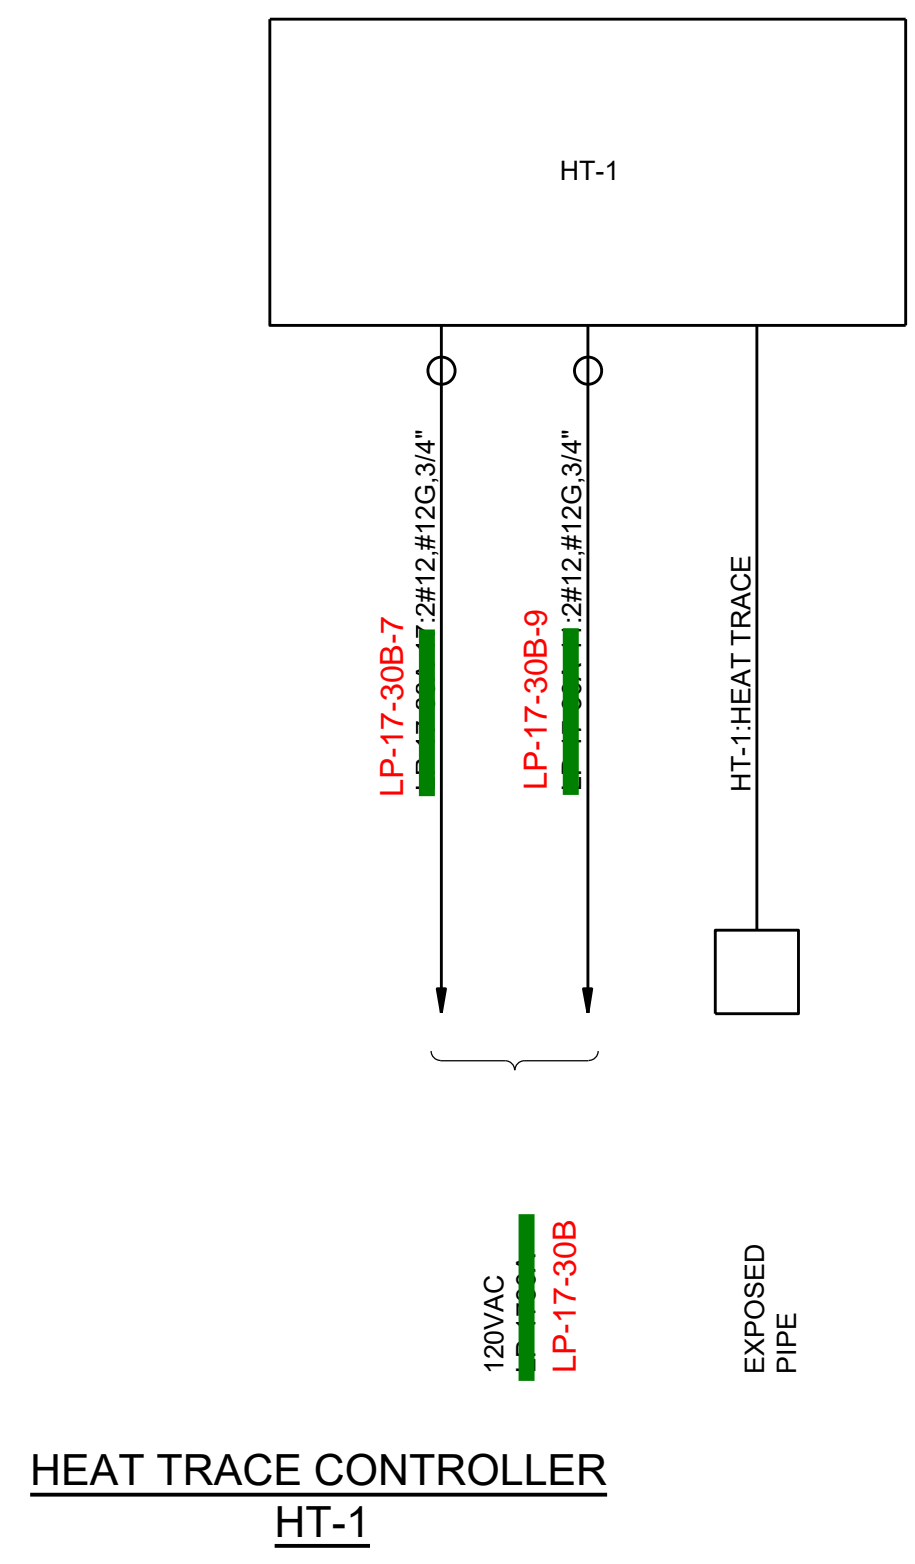 HT-1
LP-17-30B-7
:2#12,#12G,3/4"
LP-17-30B-9
:2#12,#12G,3/4"
HT-1:HEAT TRACE
120VAC
LP-17-30B
EXPOSED
PIPE
HEAT TRACE CONTROLLER
HT-1